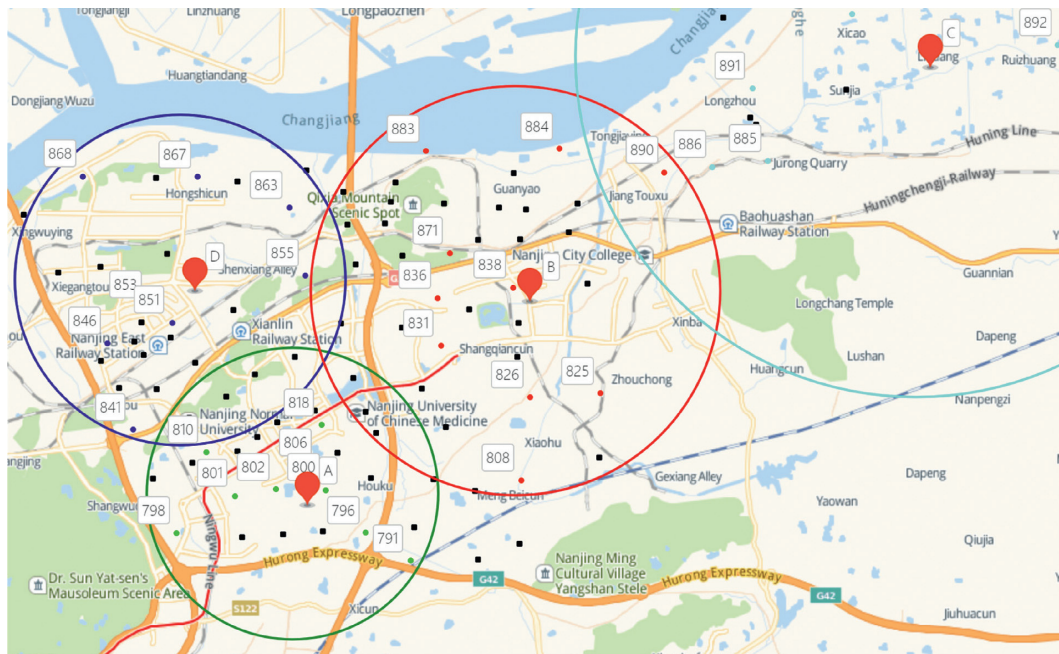 Tongjiangji
Linzhuang
Longpaozhen
Xicao
C
892
Ruizhuang
Changjiang
Huangtiandang
891
Sunjia
Dongjiang Wuzu
Longzhou
Changjiang
883
884
Tongjiaying
885
Huning Line
868
867
890
886
Jurong Quarry
Hongshicun
863
Guanyao
Jiang Touxu
Huningchengji-Railway
Qixia Mountain
Scenic Spot
Xingwuying
871
Baohuashan
Railway Station
855
D
Shenxiang Alley
Nanjing City College
838
B
836
Guannian
Xiegangtou
853
851
Longchang Temple
846
831
Xianlin
Railway Station
Nanjing East
Railway Station
Xinba
Dapeng
Shangqiancun
Lushan
826
825
Zhouchong
Huangcun
Nanpengzi
841
818
Nanjing Normal
University
Nanjing University
of Chinese Medicine
810
806
Xiaohu
808
801
802
800
A
Houku
Gexiang Alley
Dapeng
Meng Beicun
Yaowan
798
796
791
Ningwu Line
Qiujia
Hurong Expressway
Nanjing Ming
Cultural Village
Yangshan Stele
Hurong Expressway
G42
G42
Dr. Sun Yat-sen's
Mausoleum Scenic Area
S122
Xicun
Jiuhuacun